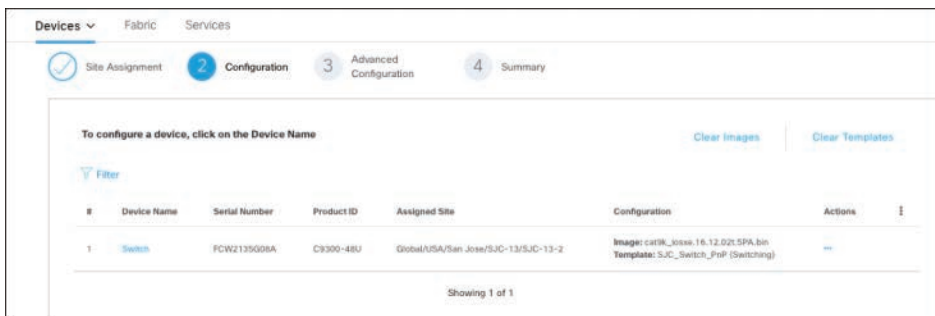 Devices Fabric Services
Site Assignment 2 Configuration 3 Advanced Configuration 4 Summary
To configure a device, click on the Device Name Clear Images Clear Templates
Filter
# Device Name Serial Number Product ID Assigned Site Configuration Actions
1 Switch FCW2135G08A C9300-48U Global/USA/San Jose/SJC-13/SJC-13-2 Image: cat9k_iosxe.16.12.02t.SPA.bin
Template: SJC_Switch_PnP (Switching)
Showing 1 of 1